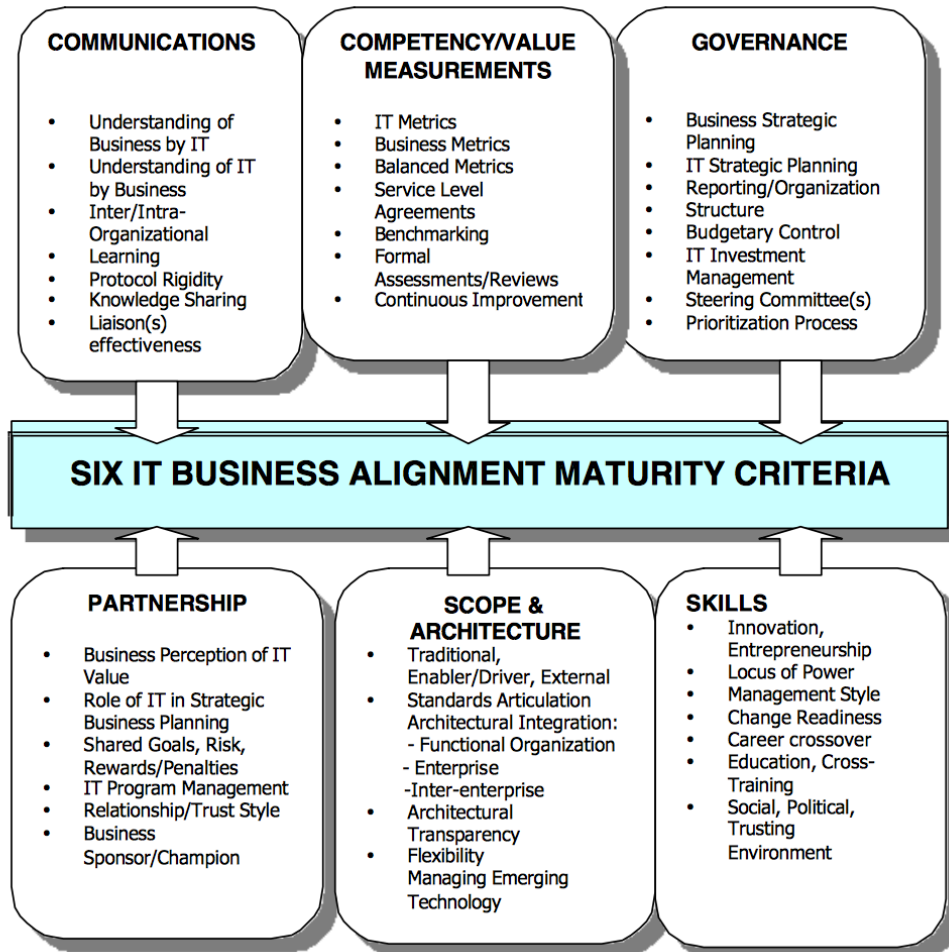 COMMUNICATIONS
• Understanding of
Business by IT
• Understanding of IT
by Business
• Inter/Intra-
Organizational
• Learning
• Protocol Rigidity
• Knowledge Sharing
• Liaison(s)
effectiveness
COMPETENCY/VALUE
MEASUREMENTS
• IT Metrics
• Business Metrics
• Balanced Metrics
• Service Level
Agreements
• Benchmarking
• Formal
Assessments/Reviews
• Continuous Improvement
GOVERNANCE
• Business Strategic
Planning
• IT Strategic Planning
• Reporting/Organization
• Structure
• Budgetary Control
• IT Investment
Management
• Steering Committee(s)
• Prioritization Process
SIX IT BUSINESS ALIGNMENT MATURITY CRITERIA
PARTNERSHIP
• Business Perception of IT
Value
• Role of IT in Strategic
Business Planning
• Shared Goals, Risk,
Rewards/Penalties
• IT Program Management
• Relationship/Trust Style
• Business
Sponsor/Champion
SCOPE &
ARCHITECTURE
• Traditional,
Enabler/Driver, External
• Standards Articulation
Architectural Integration:
- Functional Organization
- Enterprise
-Inter-enterprise
• Architectural
Transparency
• Flexibility
Managing Emerging
Technology
SKILLS
• Innovation,
Entrepreneurship
• Locus of Power
• Management Style
• Change Readiness
• Career crossover
• Education, Cross-
Training
• Social, Political,
Trusting
Environment